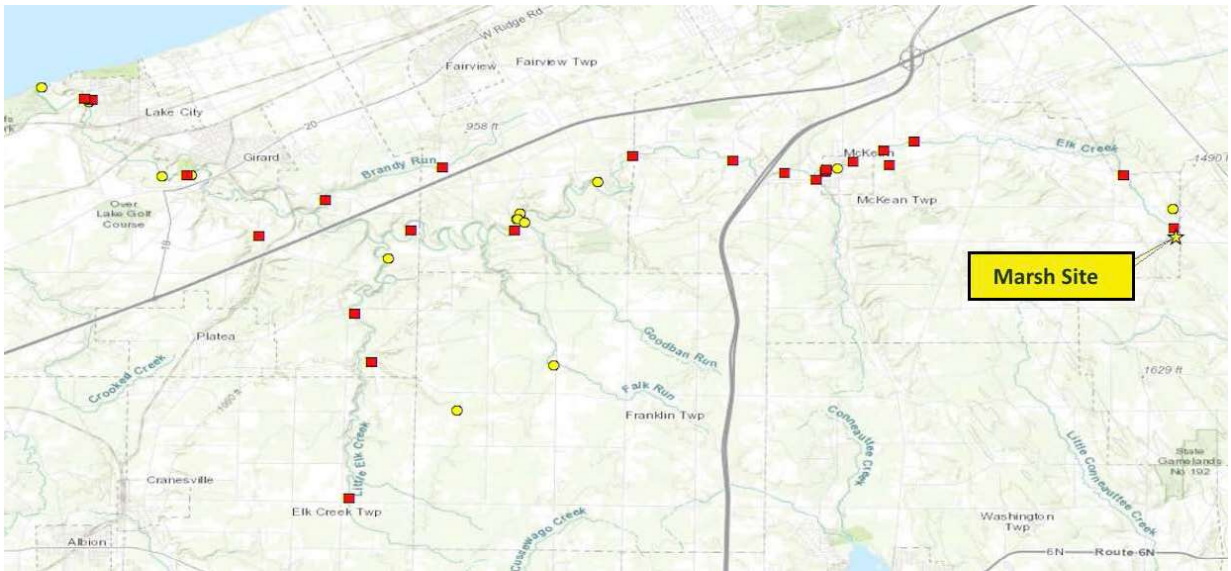 W Ridge Rd
Fairview
Fairview Twp
Lake City
20
958 ft
Girard
Brandy Run
McKean
Elk Creek
1490 ft
Over
Lake Golf
Course
McKean Twp
18
Marsh Site
Platea
Goodban Run
Crooked Creek
1629 ft
Falk Run
Franklin Twp
Conneauttee Creek
Little Elk Creek
Little Conneauttee Creek
State
Gamelands
No 192
Cranesville
Elk Creek Twp
Cussewago Creek
Washington
Twp
Albion
6N
Route 6N